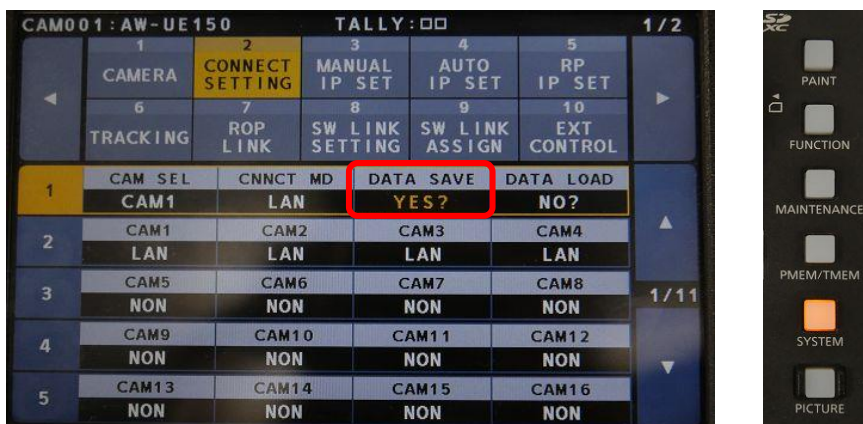 CAM001:AW-UE150 TALLY:□□ 1/2
1 2 3 4 5
CAMERA CONNECT SETTING MANUAL IP SET AUTO IP SET RP IP SET
6 7 8 9 10
TRACKING ROP LINK SW LINK SETTING SW LINK ASSIGN EXT CONTROL
1 CAM SEL CNNCT MD DATA SAVE DATA LOAD
CAM1 LAN YES? NO?
2 CAM1 CAM2 CAM3 CAM4
LAN LAN LAN LAN
3 CAM5 CAM6 CAM7 CAM8
NON NON NON NON
1/11
4 CAM9 CAM10 CAM11 CAM12
NON NON NON NON
5 CAM13 CAM14 CAM15 CAM16
NON NON NON NON
SD XC
PAINT
FUNCTION
MAINTENANCE
PMEM/TMEM
SYSTEM
PICTURE